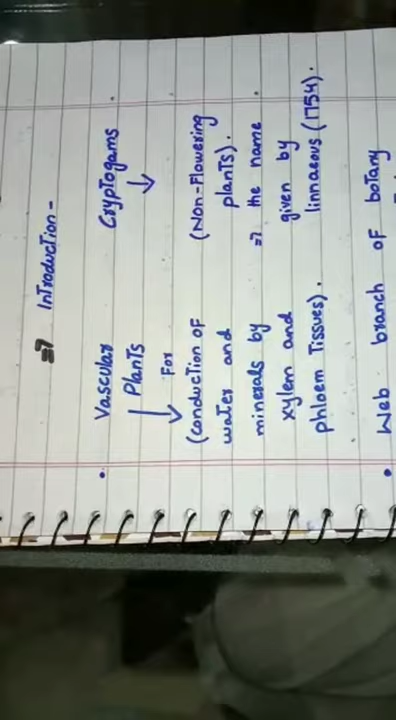 => Introduction -
• Vascular Cryptogams.
Plants
For
(conduction of (Non-Flowering
water and plants).
minerals by => the name.
xylem and given by
phloem Tissues). linnaeous (1754).
• Web branch of botany